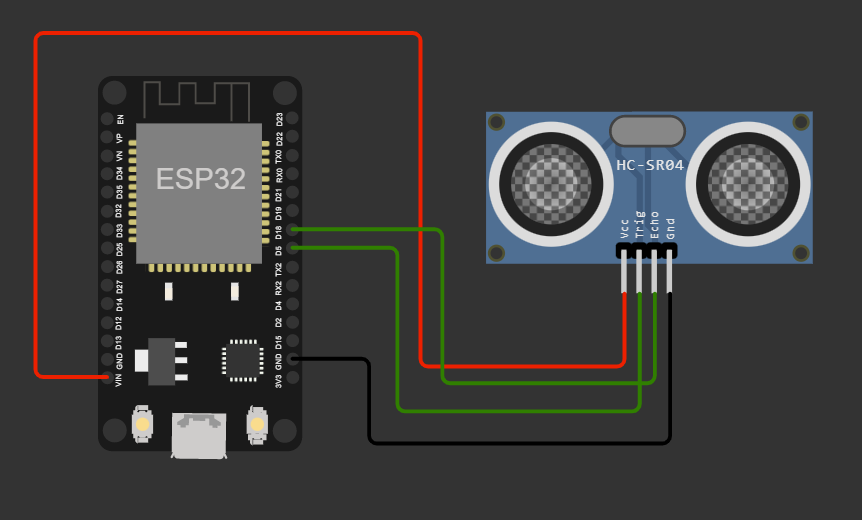 ESP32
EN
VP
VN
D34
D35
D32
D33
D25
D26
D27
D14
D12
D13
GND
VIN
D23
D22
TX0
RX0
D21
D19
D18
D5
TX2
RX2
D4
D2
D15
GND
3V3
HC-SR04
Vcc
Trig
Echo
Gnd